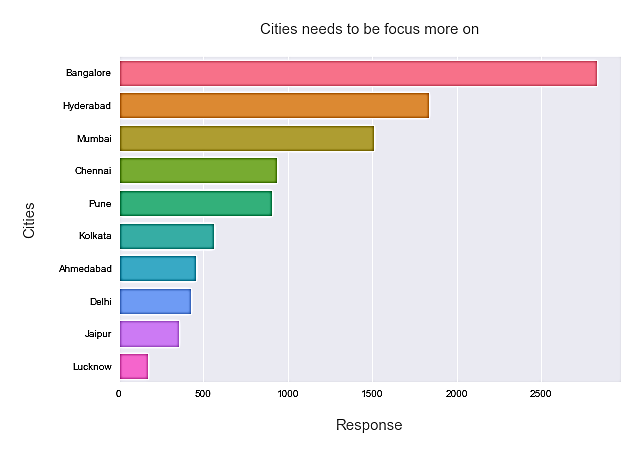 Cities needs to be focus more on
Bangalore
Hyderabad
Mumbai
Chennai
Pune
Kolkata
Ahmedabad
Delhi
Jaipur
Lucknow
Cities
0 500 1000 1500 2000 2500
Response